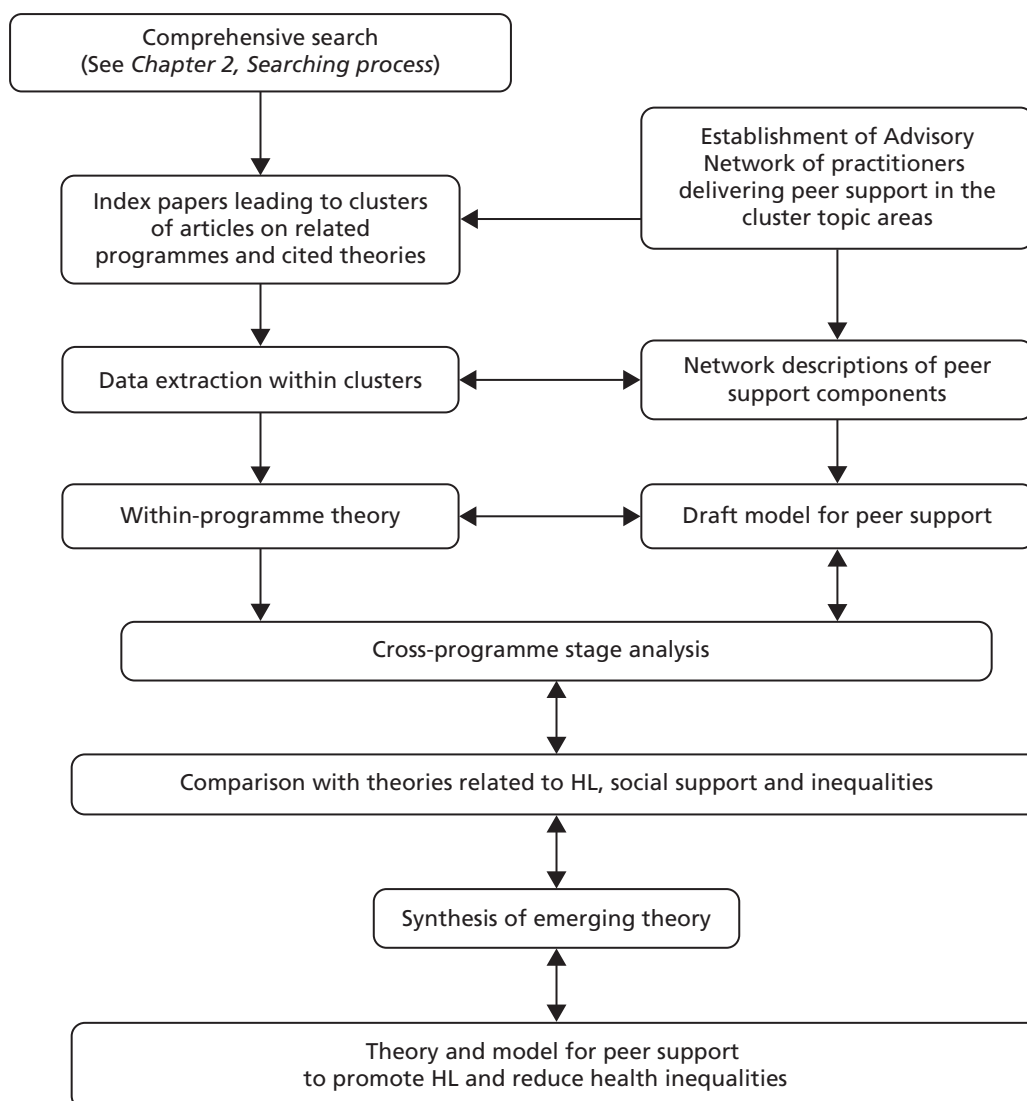 Comprehensive search
(See Chapter 2, Searching process)
Establishment of Advisory
Network of practitioners
delivering peer support in the
cluster topic areas
Index papers leading to clusters
of articles on related
programmes and cited theories
Data extraction within clusters
Network descriptions of peer
support components
Within-programme theory
Draft model for peer support
Cross-programme stage analysis
Comparison with theories related to HL, social support and inequalities
Synthesis of emerging theory
Theory and model for peer support
to promote HL and reduce health inequalities